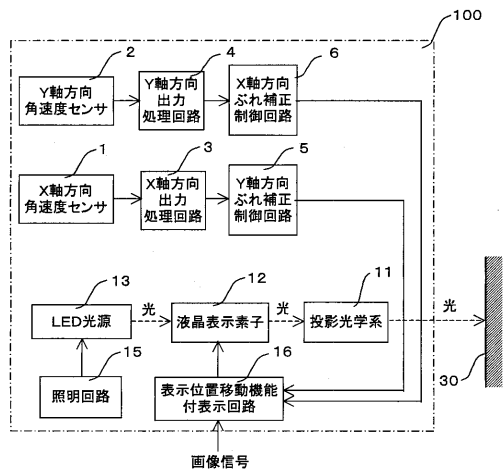 100
2
4
6
Y軸方向
角速度センサ
Y軸方向
出力
処理回路
X軸方向
ぶれ補正
制御回路
1
3
5
X軸方向
角速度センサ
X軸方向
出力
処理回路
Y軸方向
ぶれ補正
制御回路
13
12
11
LED光源
光
液晶表示素子
光
投影光学系
光
15
16
30
照明回路
表示位置移動機能
付表示回路
画像信号